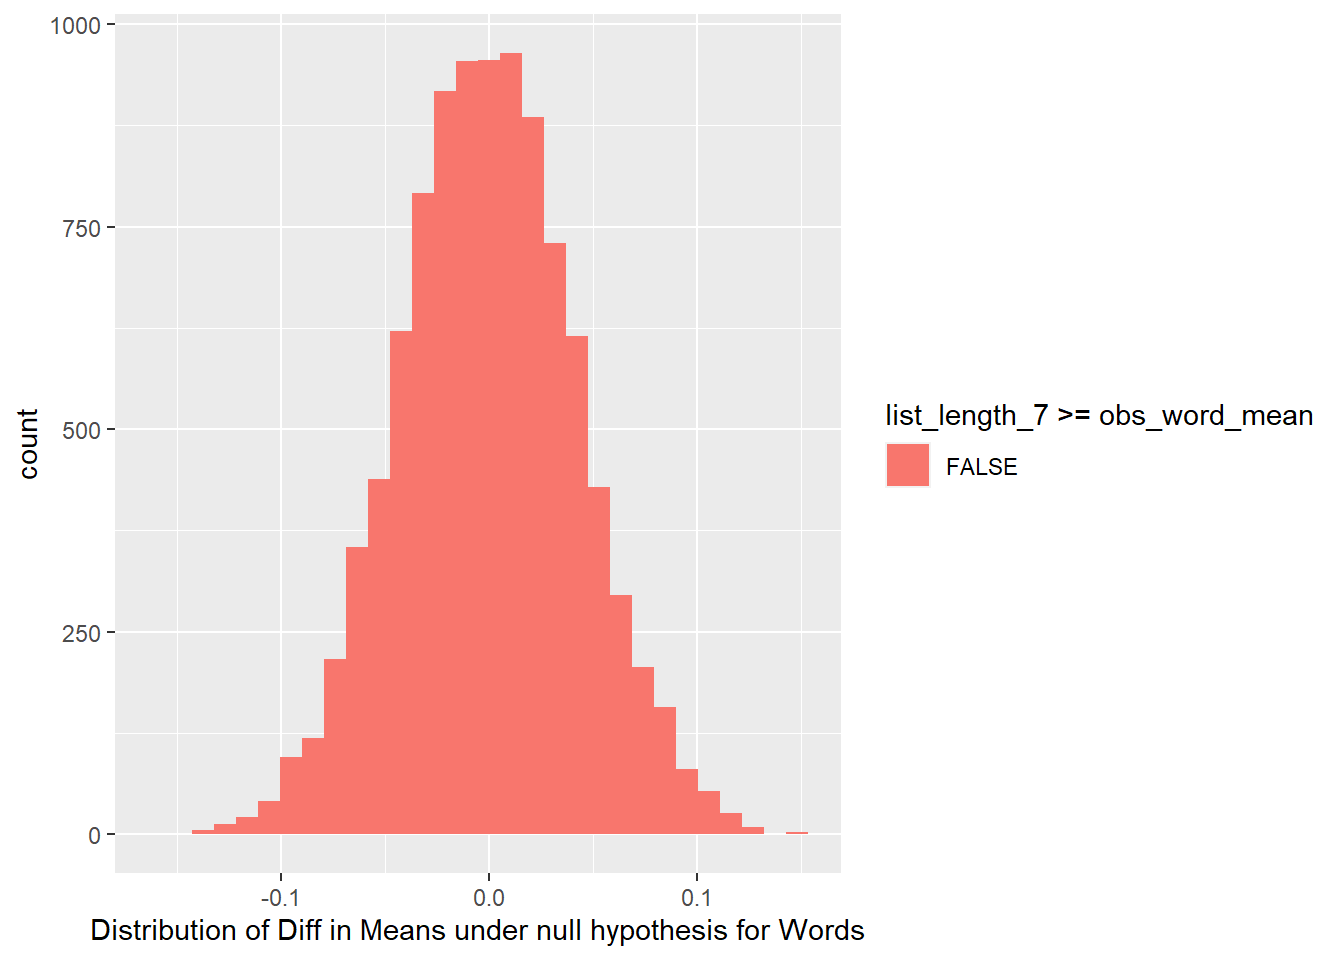 1000
750
500
250
0
count
-0.1
0.0
0.1
Distribution of Diff in Means under null hypothesis for Words
list_length_7 >= obs_word_mean
FALSE